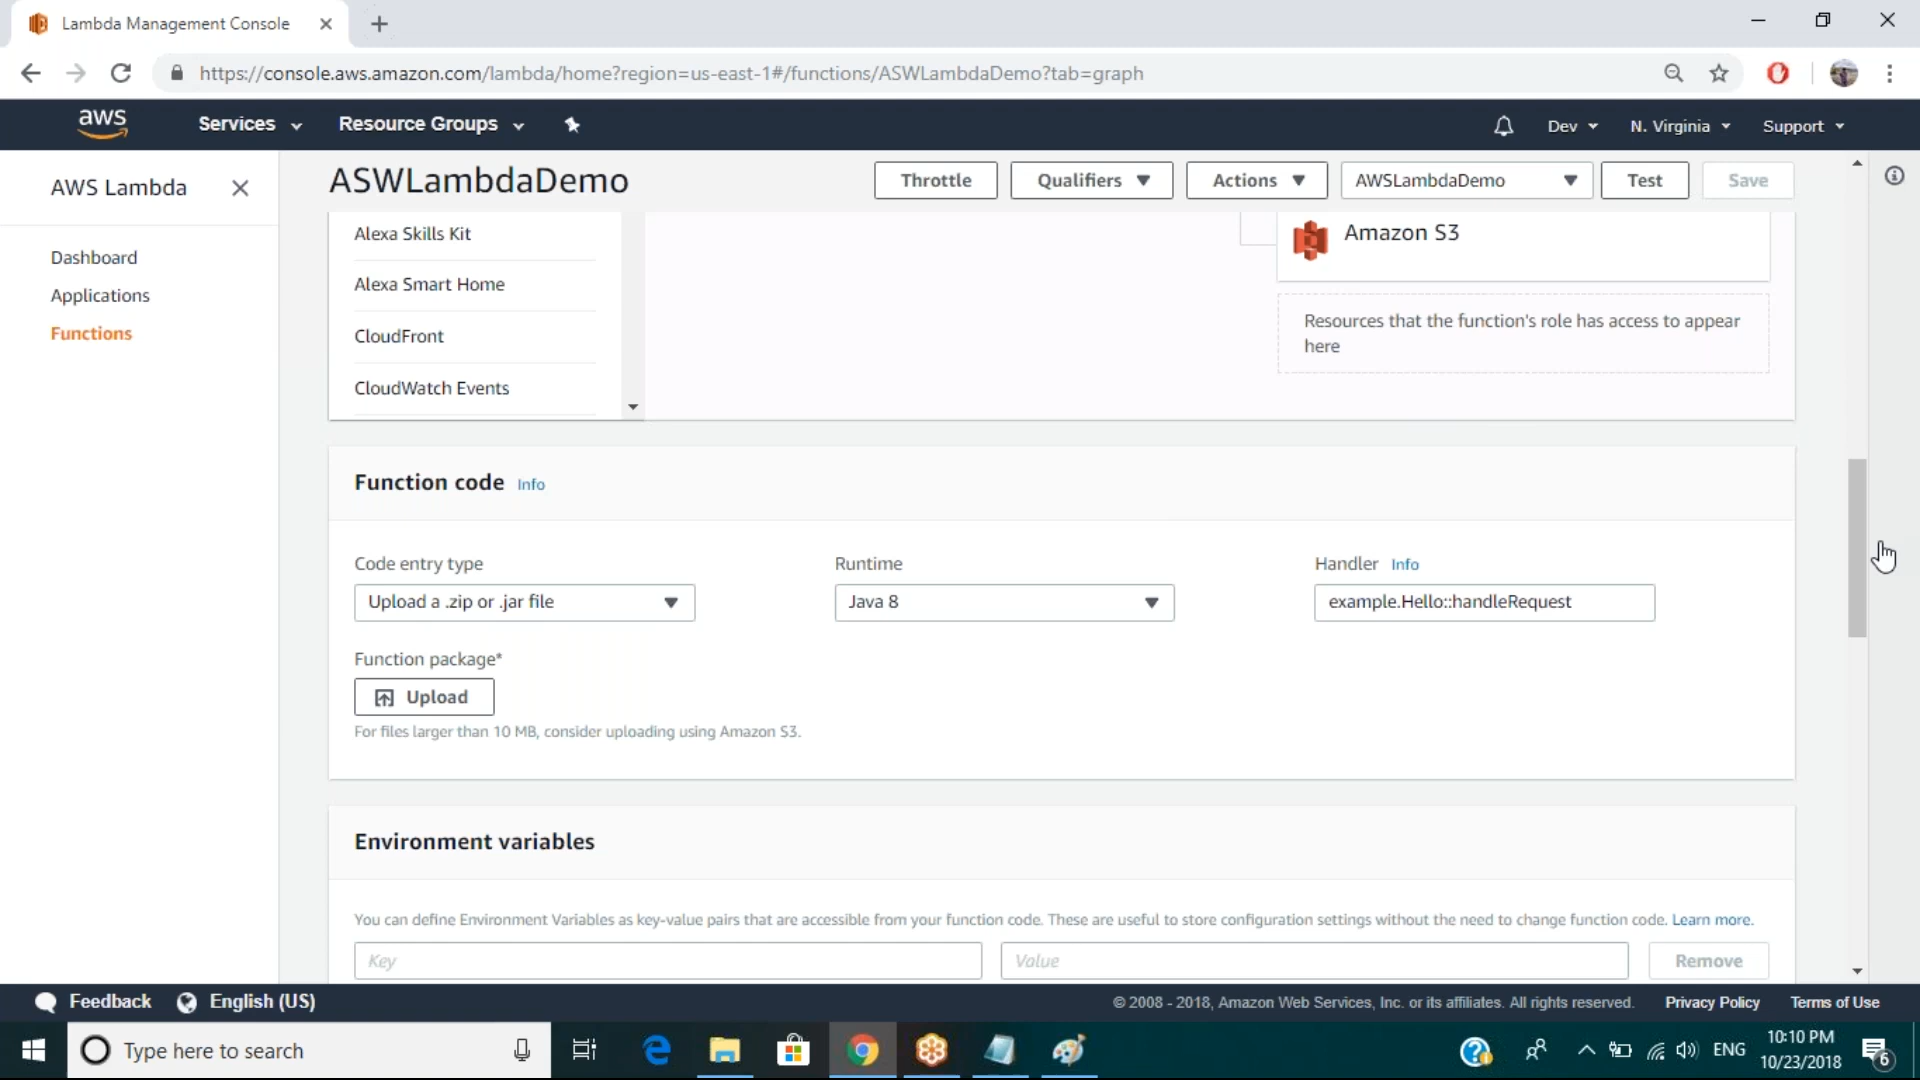 Lambda Management Console
https://console.aws.amazon.com/lambda/home?region=us-east-1#/functions/ASWLambdaDemo?tab=graph
aws
Services
Resource Groups
Dev
N. Virginia
Support
AWS Lambda
Dashboard
Applications
Functions
ASWLambdaDemo
Throttle
Qualifiers
Actions
AWSLambdaDemo
Test
Save
Alexa Skills Kit
Alexa Smart Home
CloudFront
CloudWatch Events
Amazon S3
Resources that the function's role has access to appear
here
Function code Info
Code entry type
Upload a .zip or .jar file
Runtime
Java 8
Handler Info
example.Hello::handleRequest
Function package*
Upload
For files larger than 10 MB, consider uploading using Amazon S3.
Environment variables
You can define Environment Variables as key-value pairs that are accessible from your function code. These are useful to store configuration settings without the need to change function code. Learn more.
Key
Value
Remove
Feedback
English (US)
© 2008 - 2018, Amazon Web Services, Inc. or its affiliates. All rights reserved.
Privacy Policy
Terms of Use
Type here to search
ENG
10:10 PM
10/23/2018
6